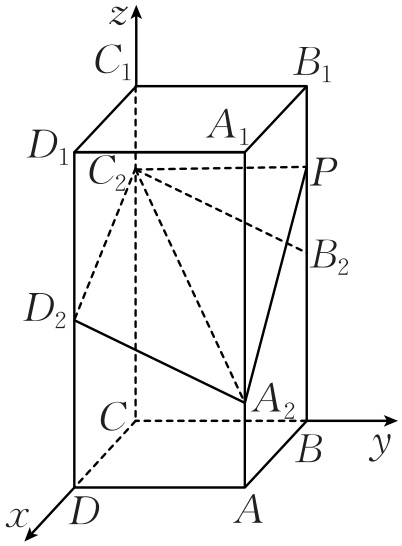 z
C₁ B₁
D₁ A₁
C₂ P
B₂
D₂
A₂
C
B y
x D A